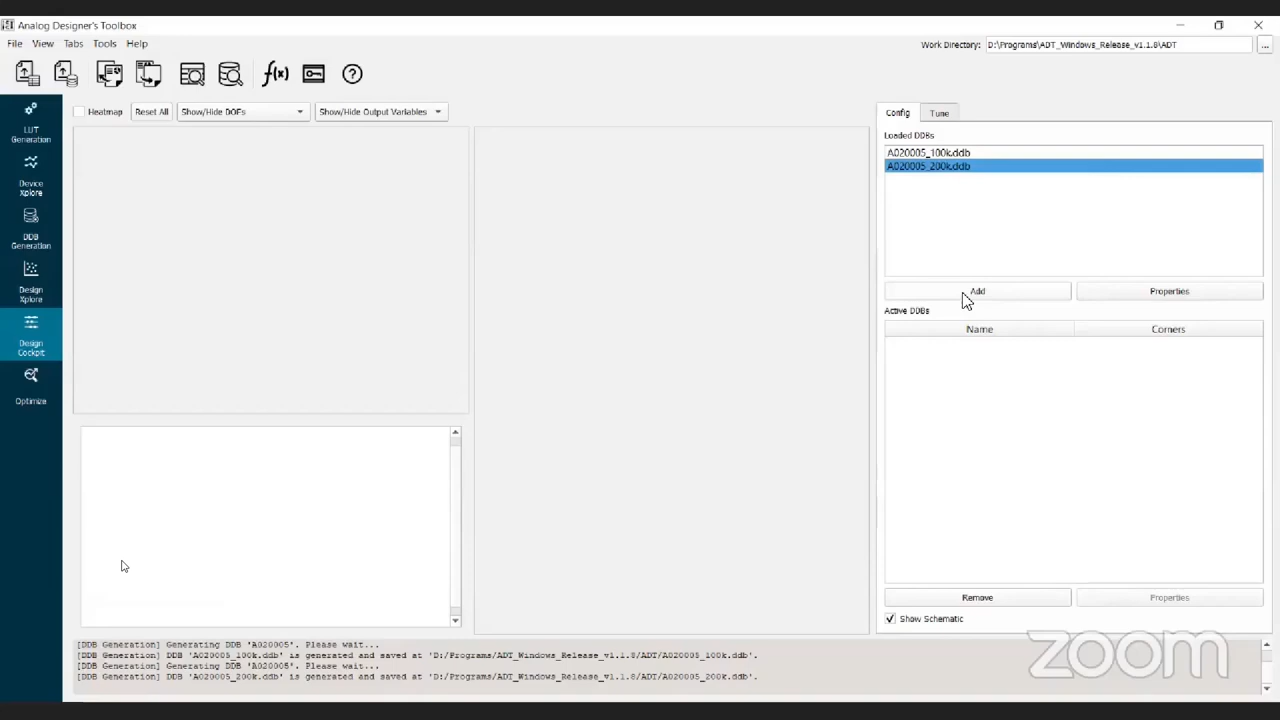 Analog Designer's Toolbox
File View Tabs Tools Help
Work Directory: D:\Programs\ADT_Windows_Release_v1.1.8\ADT ...
f(x) ?
LUT
Generation
Device
Xplore
DDB
Generation
Design
Xplore
Design
Cockpit
Optimize
Heatmap Reset All Show/Hide DOFs Show/Hide Output Variables
Config Tune
Loaded DDBs
A020005_100k.ddb
A020005_200k.ddb
Add Properties
Active DDBs
Name Corners
Remove Properties
Show Schematic
[DDB Generation] Generating DDB 'A020005'. Please wait...
[DDB Generation] DDB 'A020005_100k.ddb' is generated and saved at 'D:/Programs/ADT_Windows_Release_v1.1.8/ADT/A020005_100k.ddb'.
[DDB Generation] Generating DDB 'A020005'. Please wait...
[DDB Generation] DDB 'A020005_200k.ddb' is generated and saved at 'D:/Programs/ADT_Windows_Release_v1.1.8/ADT/A020005_200k.ddb'.
zoom